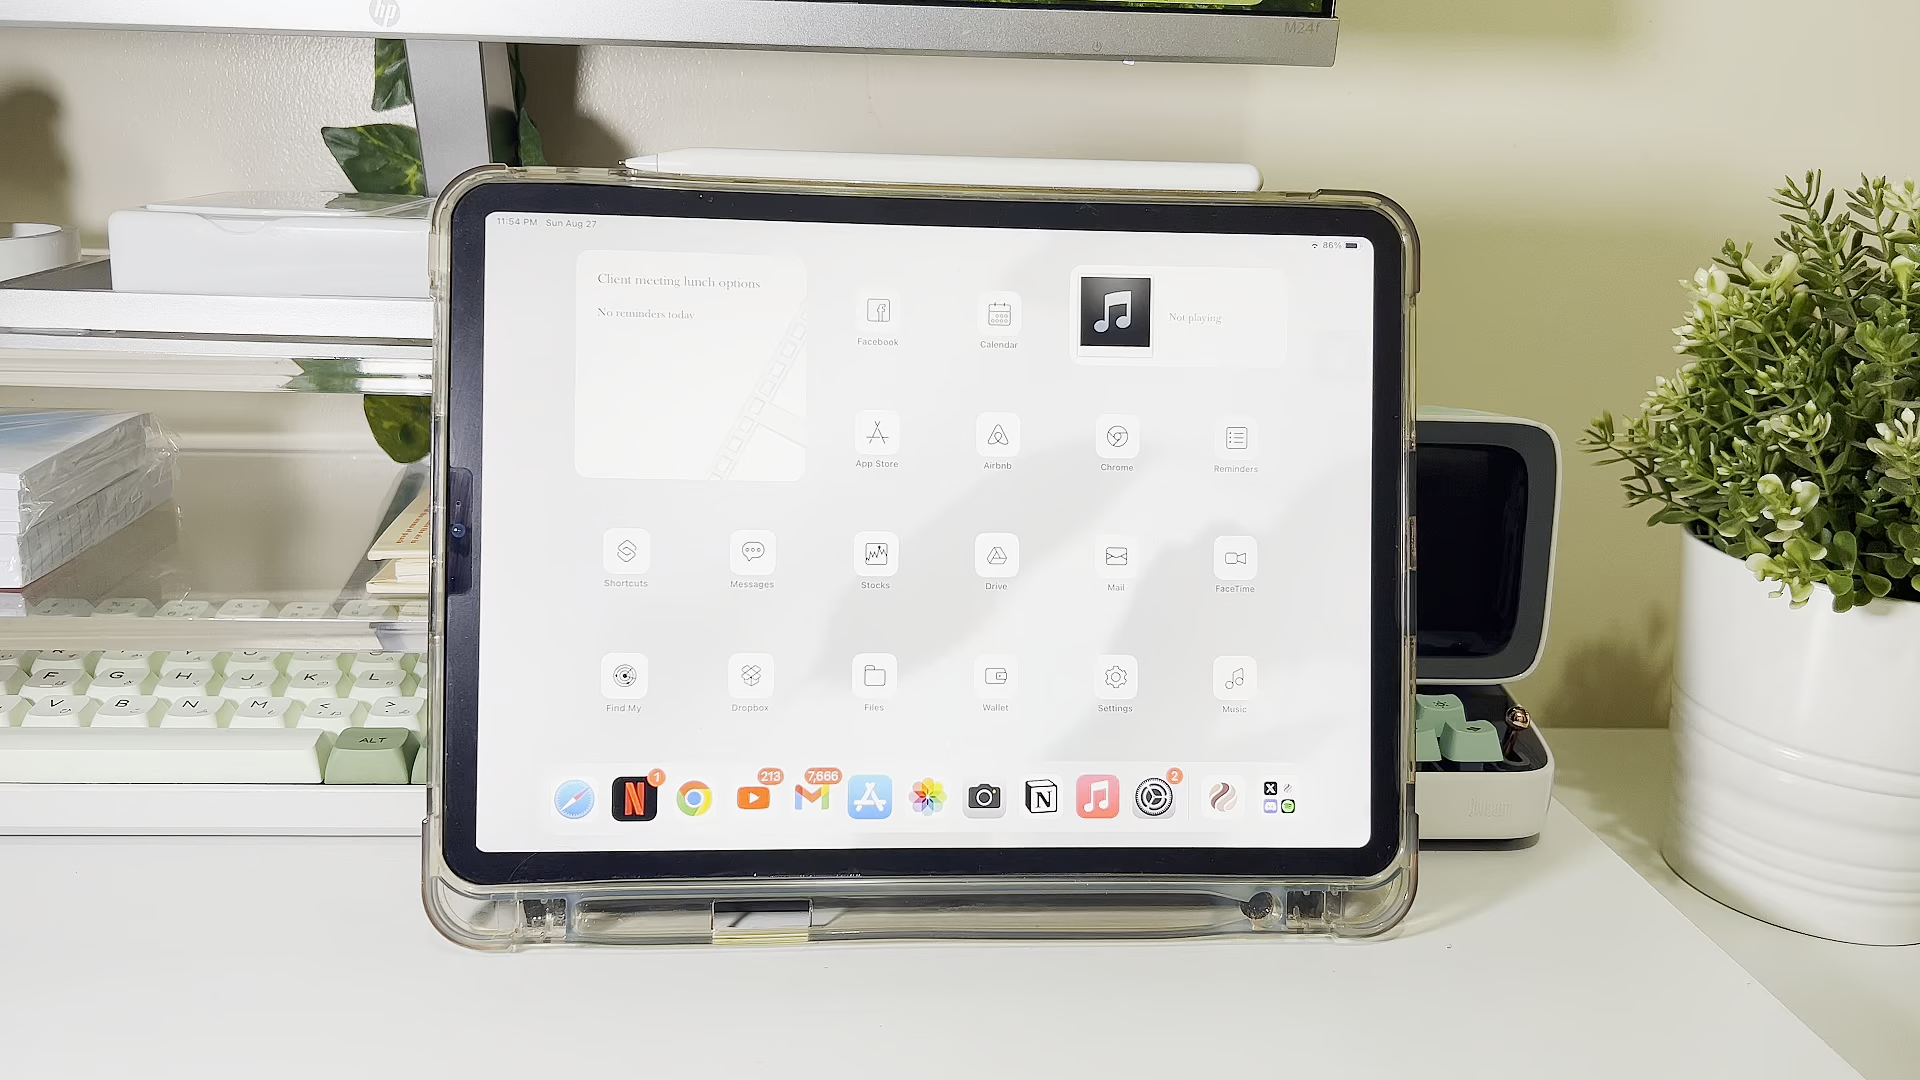 hp
M24f
11:54 PM Sun Aug 27
86%
Client meeting lunch options
No reminders today
Facebook
Calendar
Not playing
App Store
Airbnb
Chrome
Reminders
Shortcuts
Messages
Stocks
Drive
Mail
FaceTime
Find My
Dropbox
Files
Wallet
Settings
Music
1
213
7,666
2
N
N
X
F G H J K L
V B N M < >
ALT